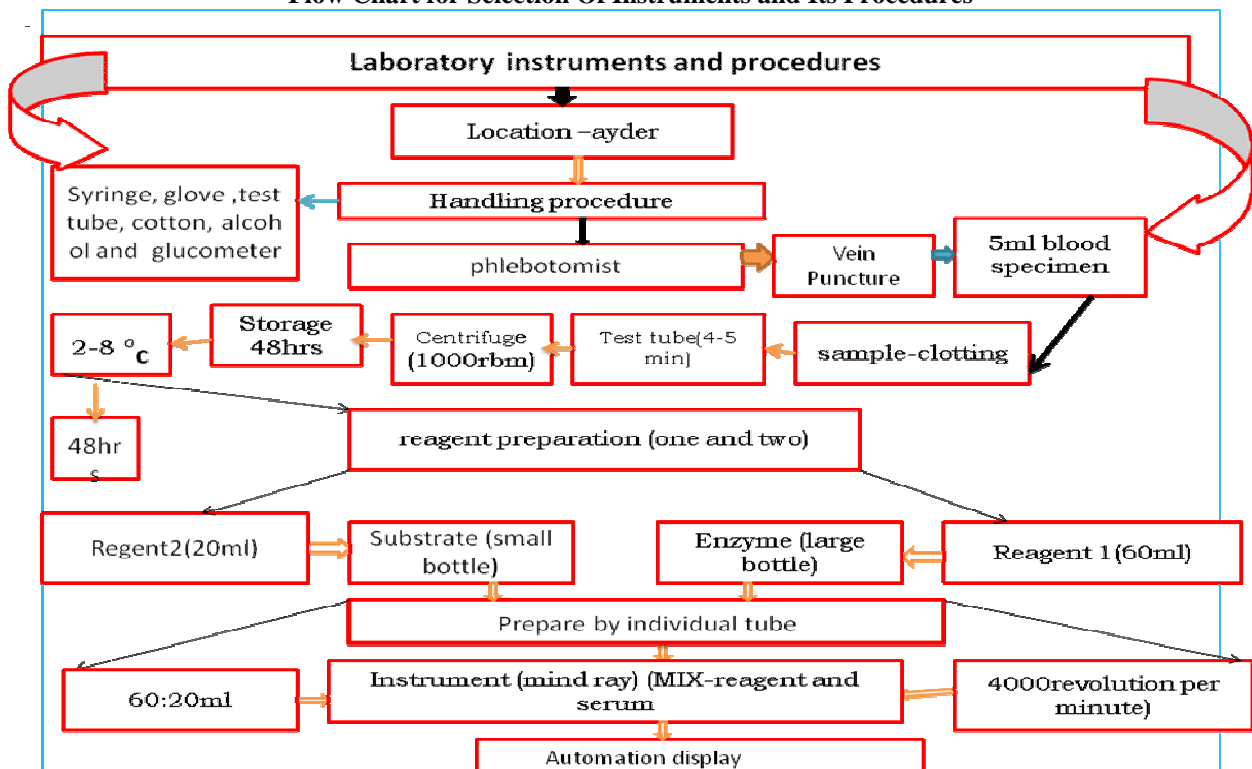 Flow Chart for Selection Of Instruments and Its Procedures
Laboratory instruments and procedures
Location –ayder
Handling procedure
Syringe, glove ,test
tube, cotton, alcoh
ol and glucometer
phlebotomist
Vein
Puncture
5ml blood
specimen
sample-clotting
Test tube(4-5
min)
Centrifuge
(1000rbm)
Storage
48hrs
2-8 °c
48hr
s
reagent preparation (one and two)
Regent2(20ml)
Substrate (small
bottle)
Enzyme (large
bottle)
Reagent 1 (60ml)
Prepare by individual tube
60:20ml
Instrument (mind ray) (MIX-reagent and
serum
4000revolution per
minute)
Automation display